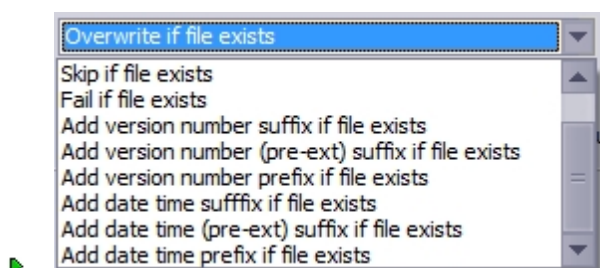 Overwrite if file exists
Skip if file exists
Fail if file exists
Add version number suffix if file exists
Add version number (pre-ext) suffix if file exists
Add version number prefix if file exists
Add date time sufffix if file exists
Add date time (pre-ext) suffix if file exists
Add date time prefix if file exists